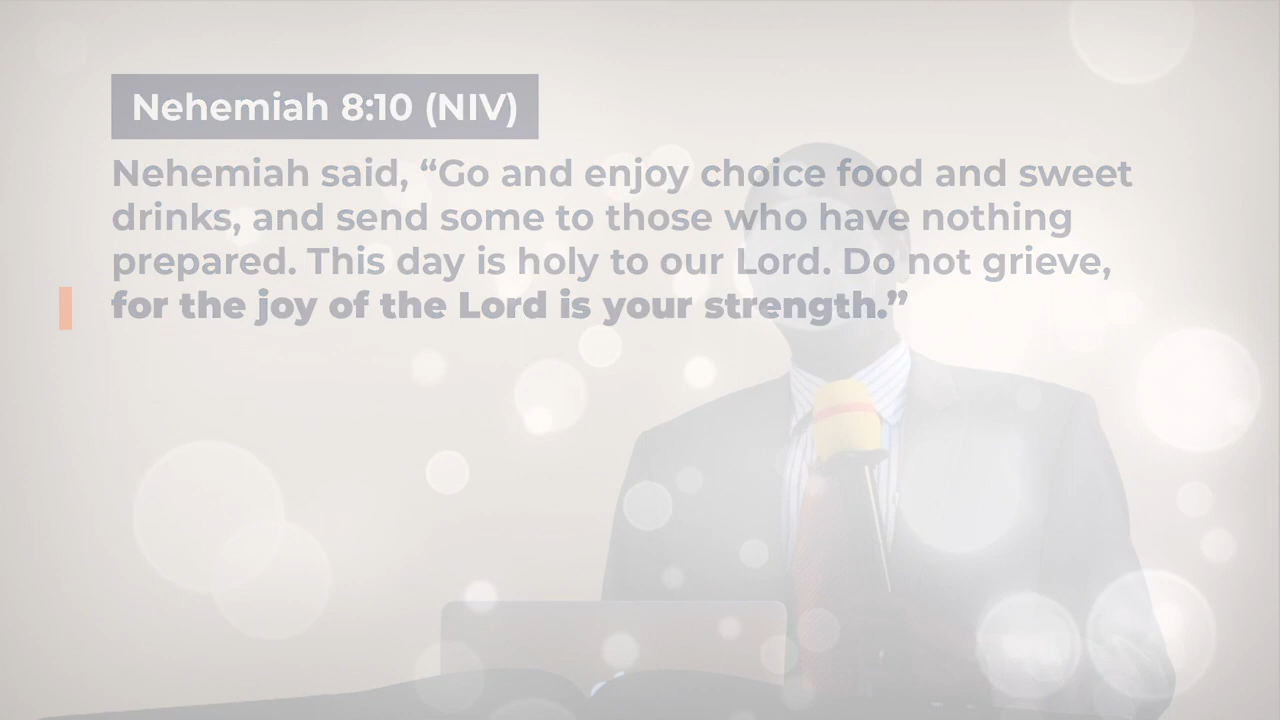 Nehemiah 8:10 (NIV)
Nehemiah said, “Go and enjoy choice food and sweet
drinks, and send some to those who have nothing
prepared. This day is holy to our Lord. Do not grieve,
for the joy of the Lord is your strength.”